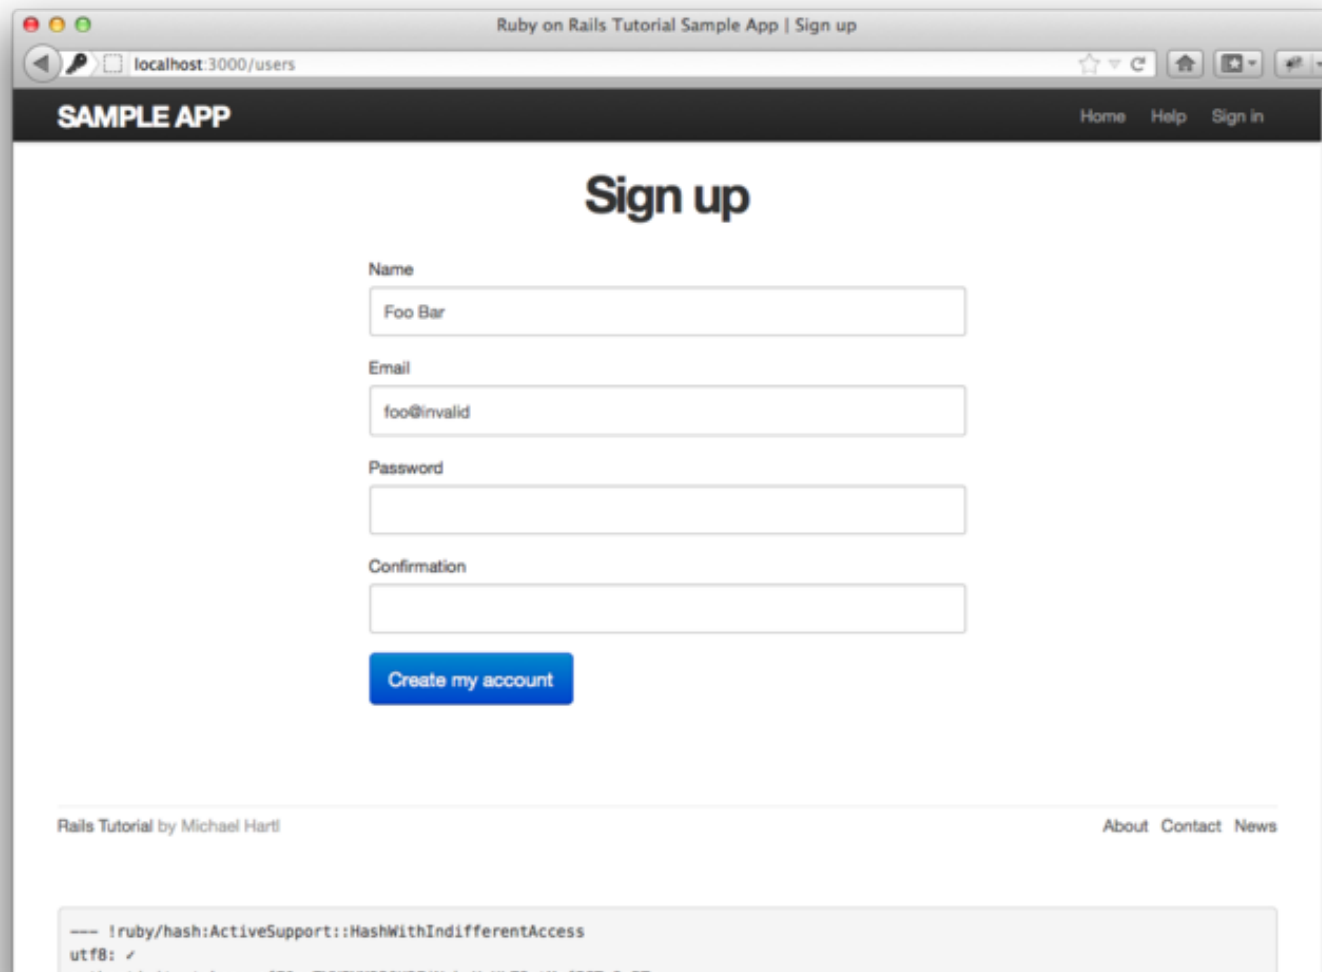 Ruby on Rails Tutorial Sample App | Sign up
localhost:3000/users
SAMPLE APP Home Help Sign in
Sign up
Name
Foo Bar
Email
foo@invalid
Password
Confirmation
Create my account
Rails Tutorial by Michael Hartl About Contact News
--- !ruby/hash:ActiveSupport::HashWithIndifferentAccess
utf8: ✓